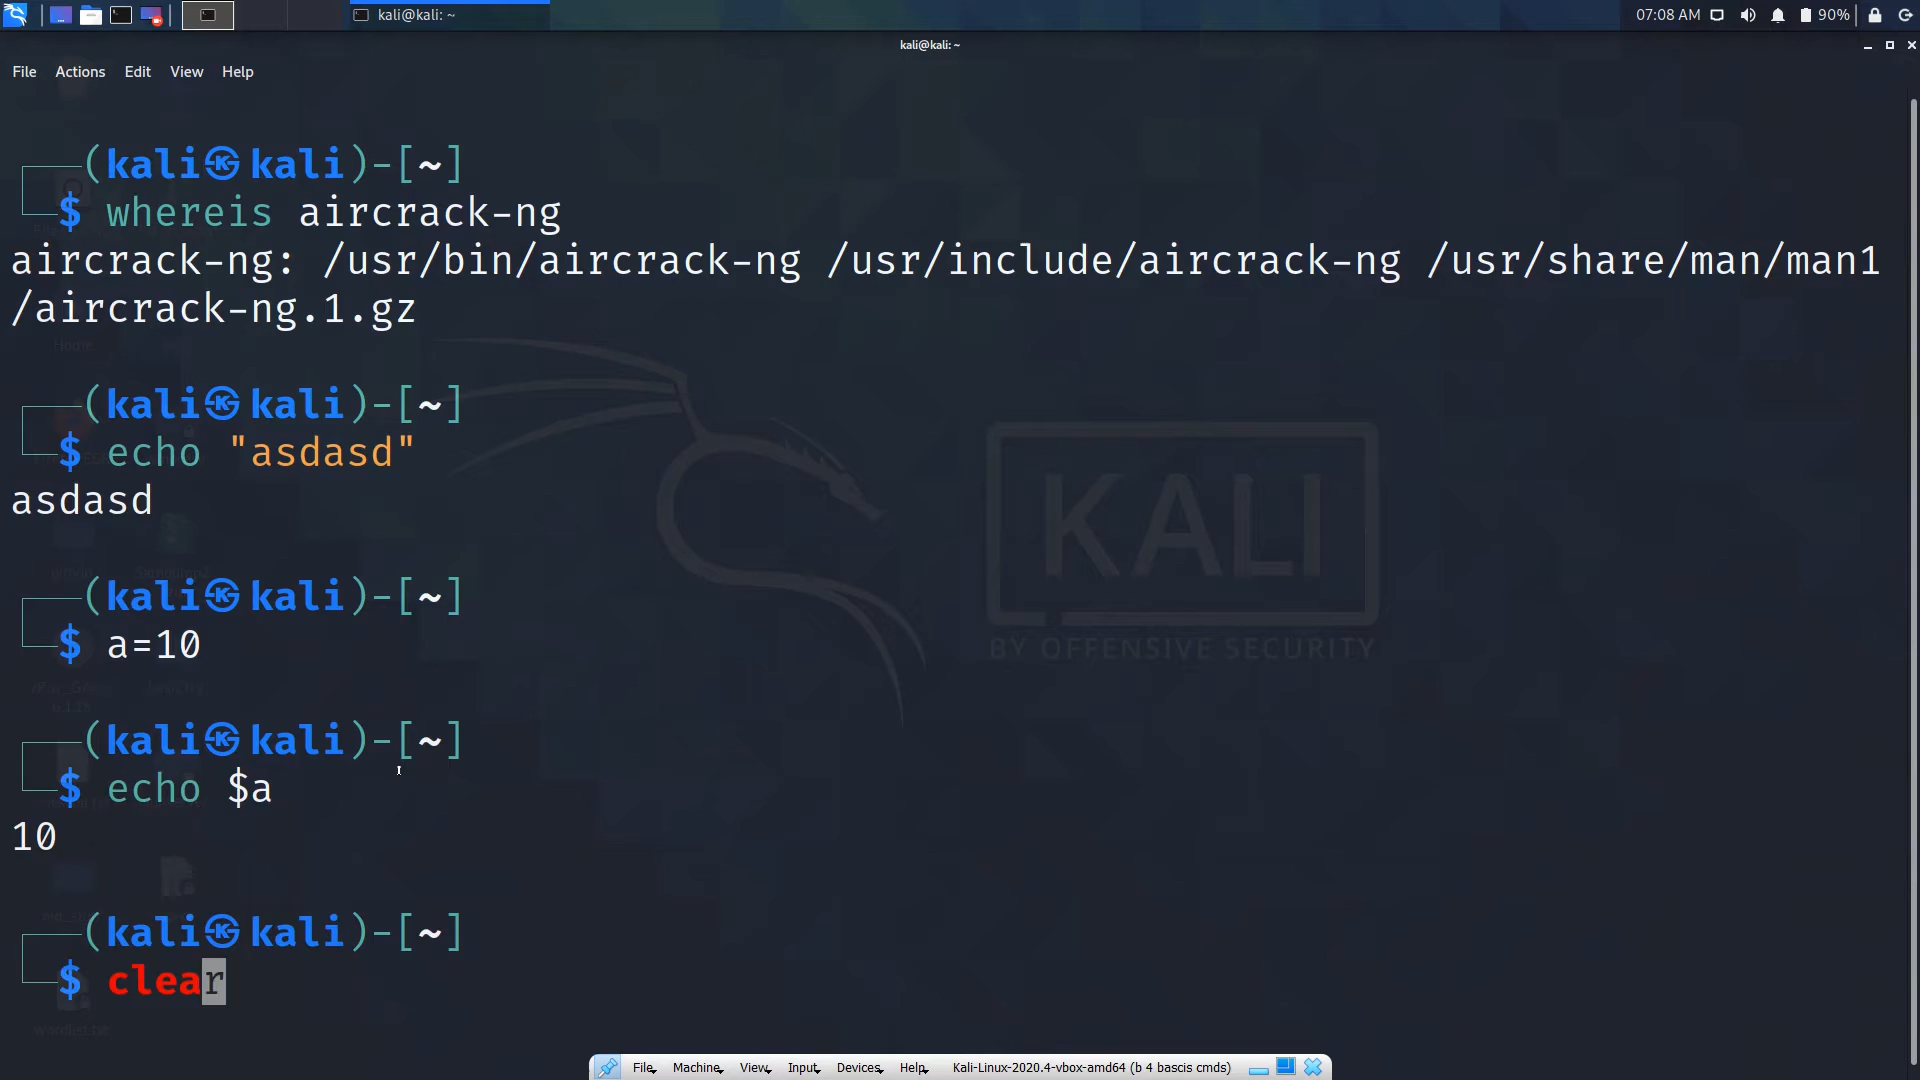 kali@kali: ~
07:08 AM
90%
kali@kali: ~
File Actions Edit View Help
(kali㉿kali)-[~]
$ whereis aircrack-ng
aircrack-ng: /usr/bin/aircrack-ng /usr/include/aircrack-ng /usr/share/man/man1
/aircrack-ng.1.gz
Home
(kali㉿kali)-[~]
$ echo "asdasd"
asdasd
KALI
BY OFFENSIVE SECURITY
(kali㉿kali)-[~]
$ a=10
(kali㉿kali)-[~]
$ echo $a
10
(kali㉿kali)-[~]
$ clear
wordlist.txt
File Machine View Input Devices Help Kali-Linux-2020.4-vbox-amd64 (b 4 bascis cmds)